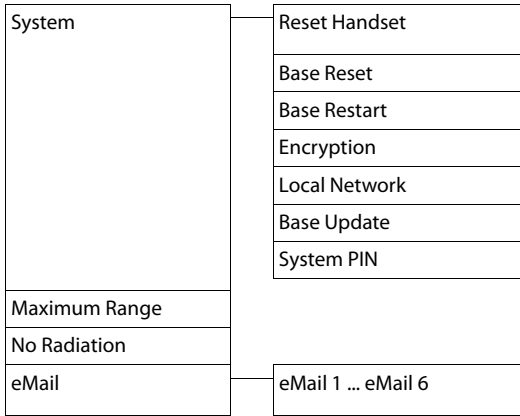 System
Reset Handset
Base Reset
Base Restart
Encryption
Local Network
Base Update
System PIN
Maximum Range
No Radiation
eMail
eMail 1 ... eMail 6